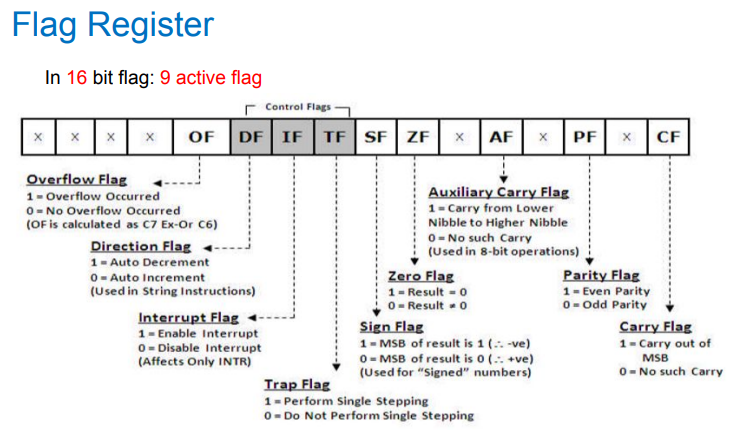 Flag Register
In 16 bit flag: 9 active flag
Control Flags
x x x x OF DF IF TF SF ZF x AF x PF x CF
Overflow Flag
1 = Overflow Occurred
0 = No Overflow Occurred
(OF is calculated as C7 Ex-Or C6)
Direction Flag
1 = Auto Decrement
0 = Auto Increment
(Used in String Instructions)
Interrupt Flag
1 = Enable Interrupt
0 = Disable Interrupt
(Affects Only INTR)
Trap Flag
1 = Perform Single Stepping
0 = Do Not Perform Single Stepping
Sign Flag
1 = MSB of result is 1 (∴ -ve)
0 = MSB of result is 0 (∴ +ve)
(Used for “Signed” numbers)
Zero Flag
1 = Result = 0
0 = Result ≠ 0
Auxiliary Carry Flag
1 = Carry from Lower
Nibble to Higher Nibble
0 = No such Carry
(Used in 8-bit operations)
Parity Flag
1 = Even Parity
0 = Odd Parity
Carry Flag
1 = Carry out of
MSB
0 = No such Carry